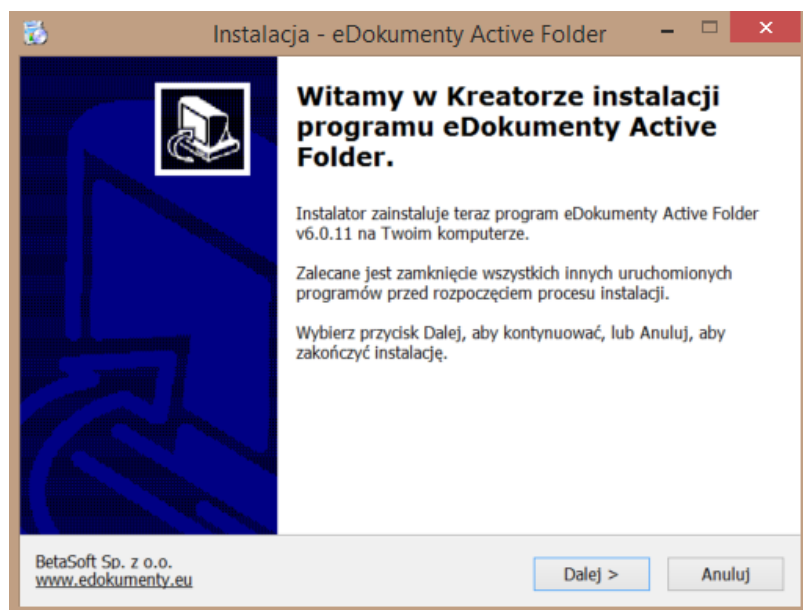 Instalacja - eDokumenty Active Folder
Witamy w Kreatorze instalacji
programu eDokumenty Active
Folder.
Instalator zainstaluje teraz program eDokumenty Active Folder
v6.0.11 na Twoim komputerze.
Zalecane jest zamknięcie wszystkich innych uruchomionych
programów przed rozpoczęciem procesu instalacji.
Wybierz przycisk Dalej, aby kontynuować, lub Anuluj, aby
zakończyć instalację.
BetaSoft Sp. z o.o.
www.edokumenty.eu
Dalej > Anuluj